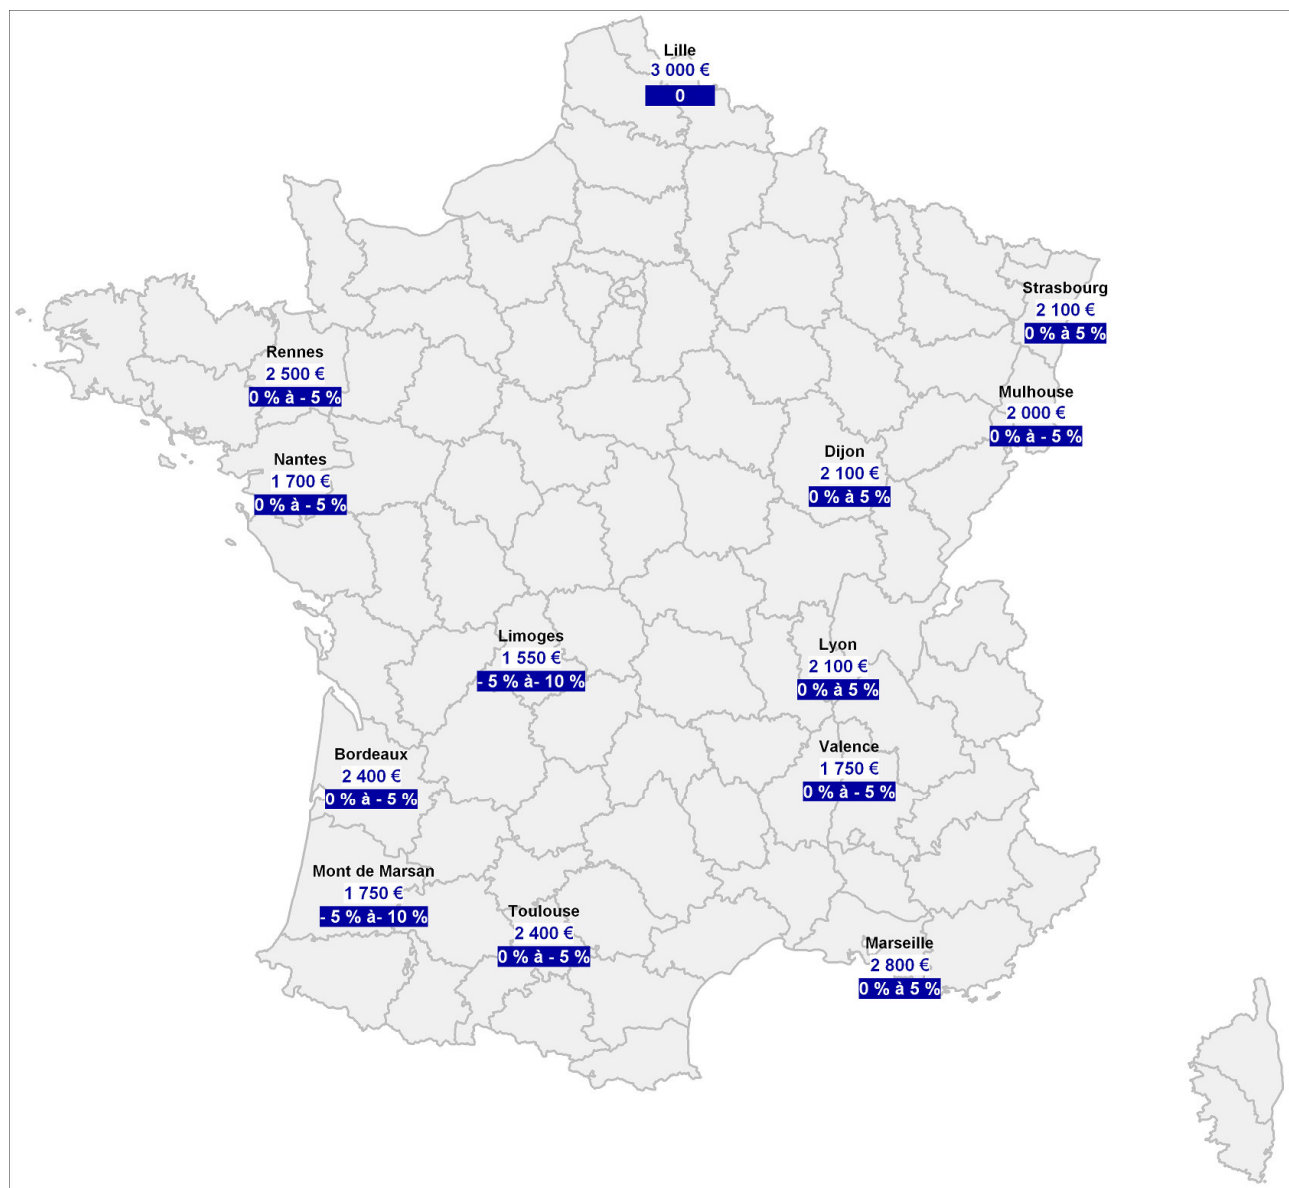 Lille
3 000 €
0
Strasbourg
2 100 €
0 % à 5 %
Rennes
2 500 €
0 % à - 5 %
Mulhouse
2 000 €
0 % à - 5 %
Dijon
2 100 €
0 % à 5 %
Nantes
1 700 €
0 % à - 5 %
Limoges
1 550 €
- 5 % à- 10 %
Lyon
2 100 €
0 % à 5 %
Valence
1 750 €
0 % à - 5 %
Bordeaux
2 400 €
0 % à - 5 %
Mont de Marsan
1 750 €
- 5 % à- 10 %
Toulouse
2 400 €
0 % à - 5 %
Marseille
2 800 €
0 % à 5 %